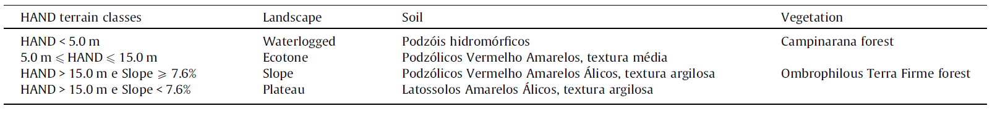 HAND terrain classes Landscape Soil Vegetation
HAND < 5.0 m Waterlogged Podzóis hidromórficos Campinarana forest
5.0 m ⩽ HAND ⩽ 15.0 m Ecotone Podzólicos Vermelho Amarelos, textura média
HAND > 15.0 m e Slope ⩾ 7.6% Slope Podzólicos Vermelho Amarelos Álicos, textura argilosa Ombrophilous Terra Firme forest
HAND > 15.0 m e Slope < 7.6% Plateau Latossolos Amarelos Álicos, textura argilosa